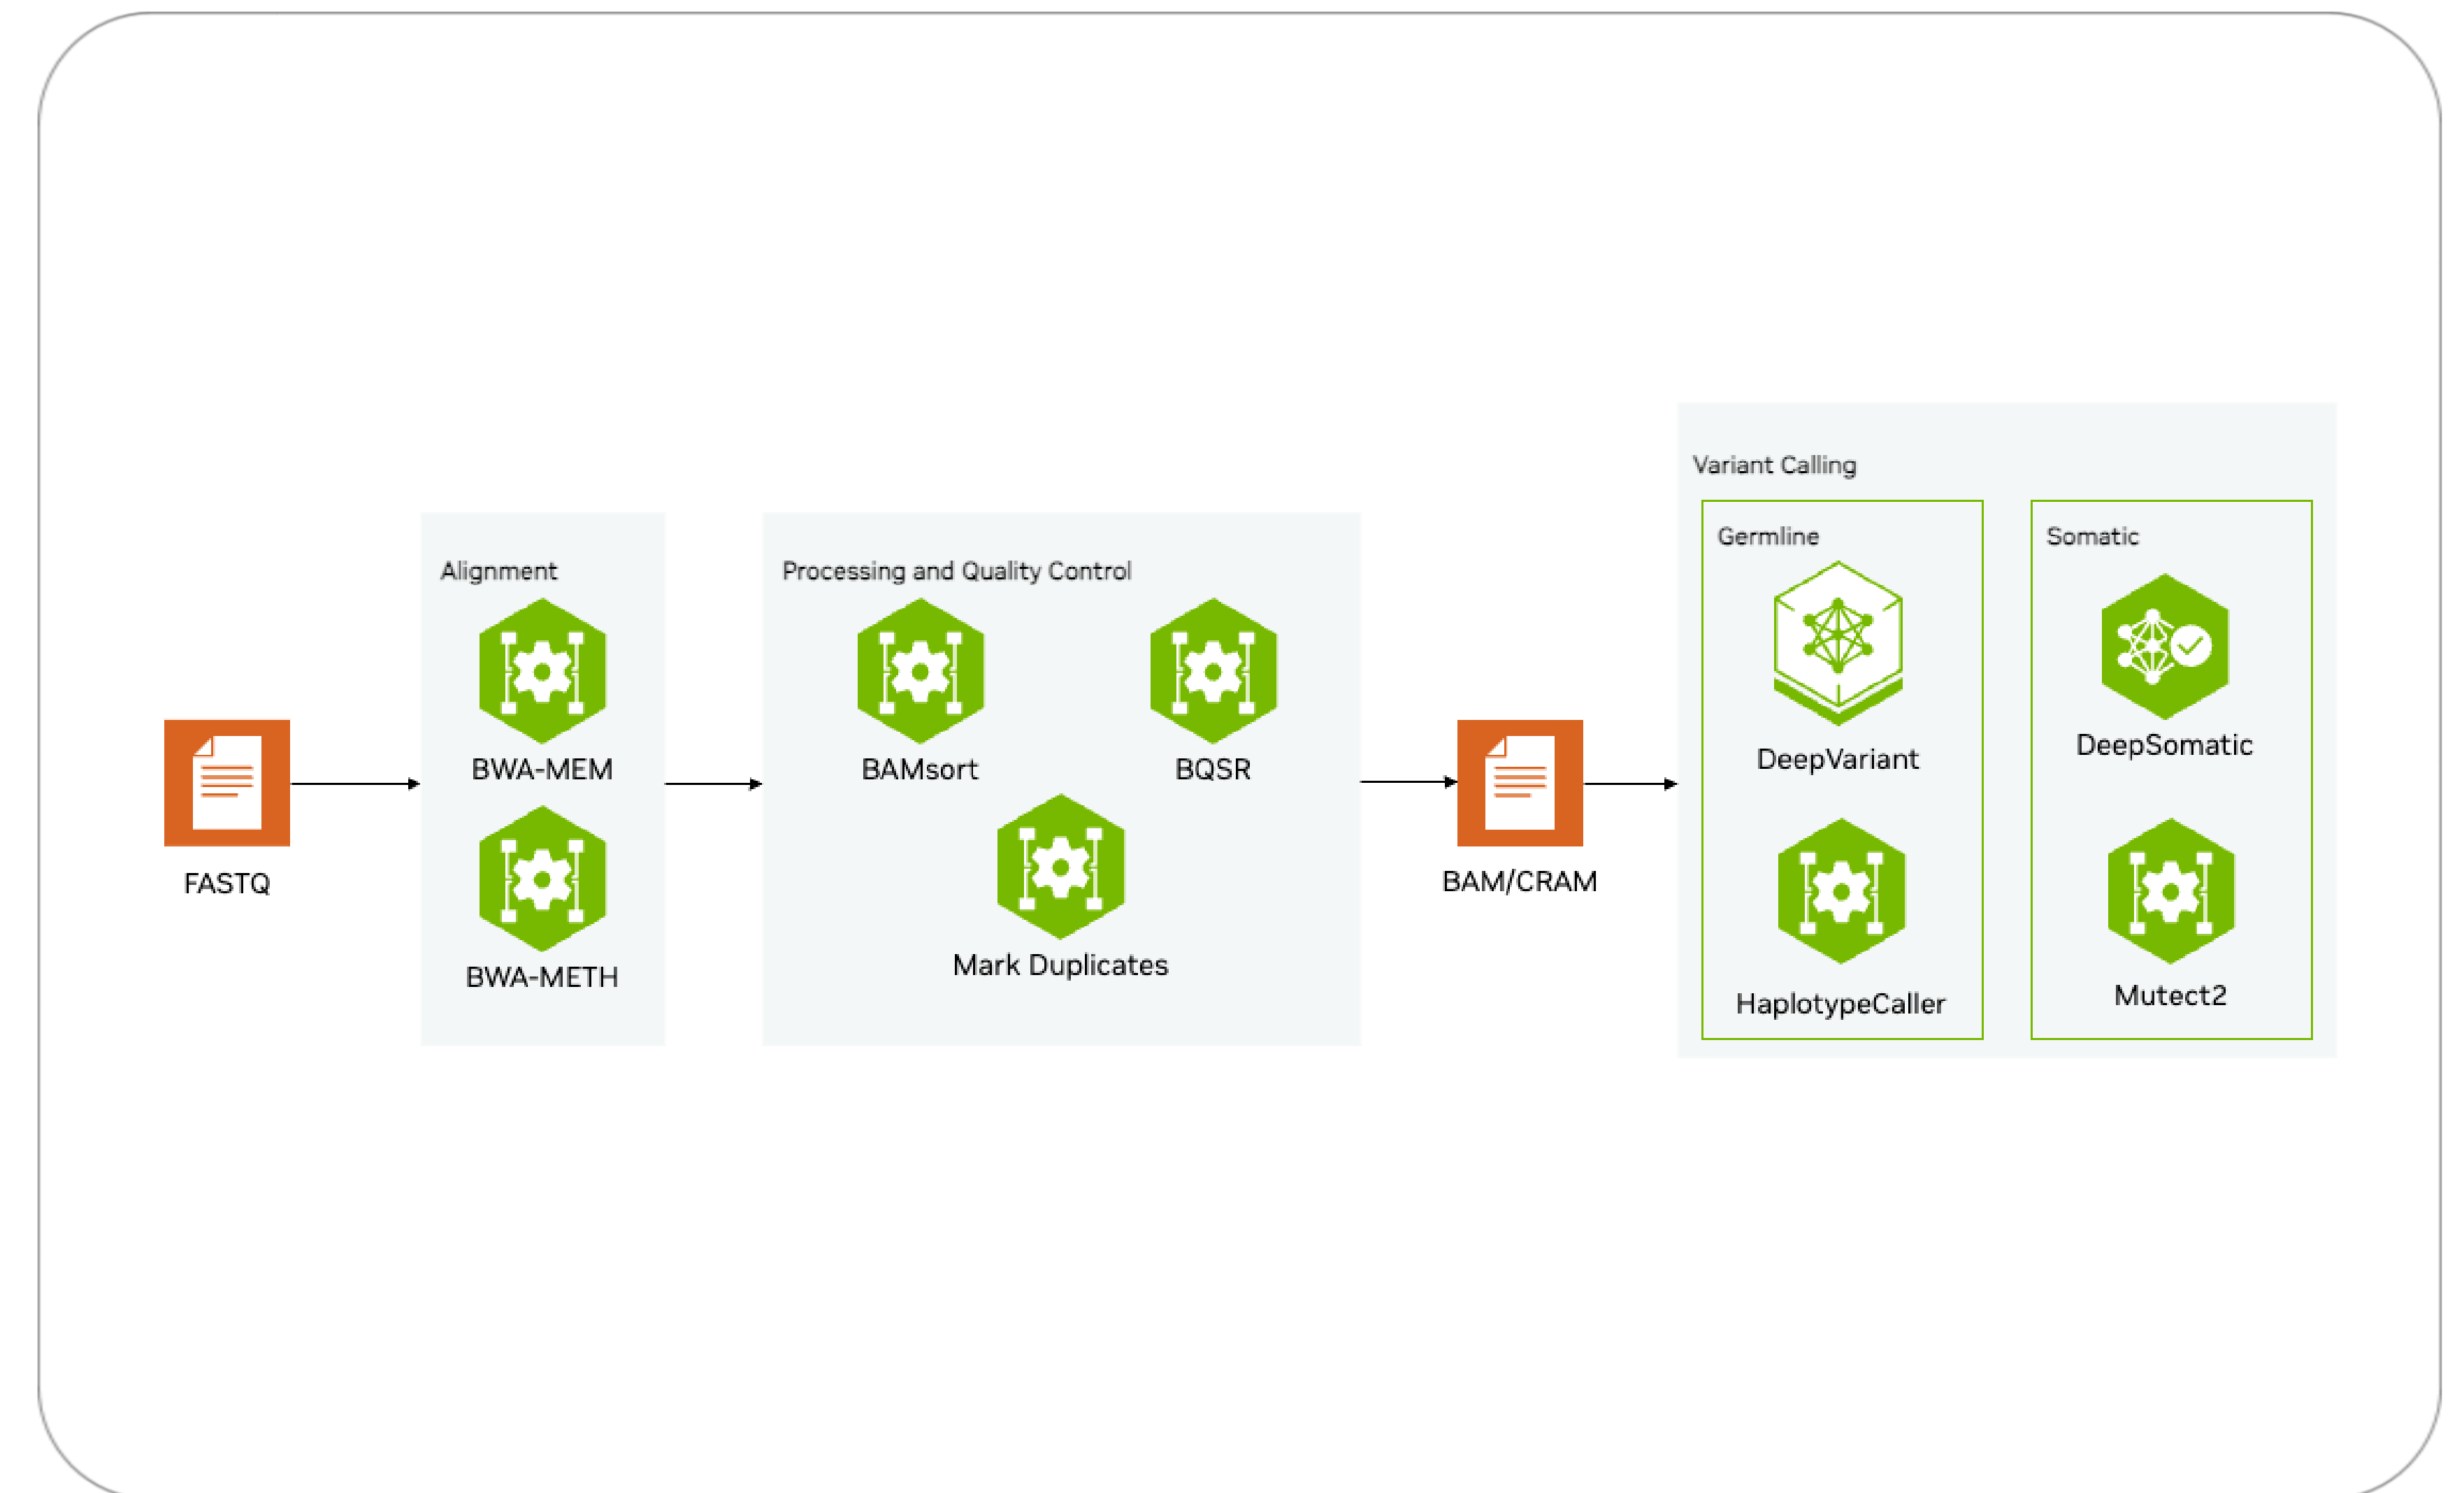 FASTQ
Alignment
BWA-MEM
BWA-METH
Processing and Quality Control
BAMsort
BQSR
Mark Duplicates
BAM/CRAM
Variant Calling
Germline
DeepVariant
HaplotypeCaller
Somatic
DeepSomatic
Mutect2